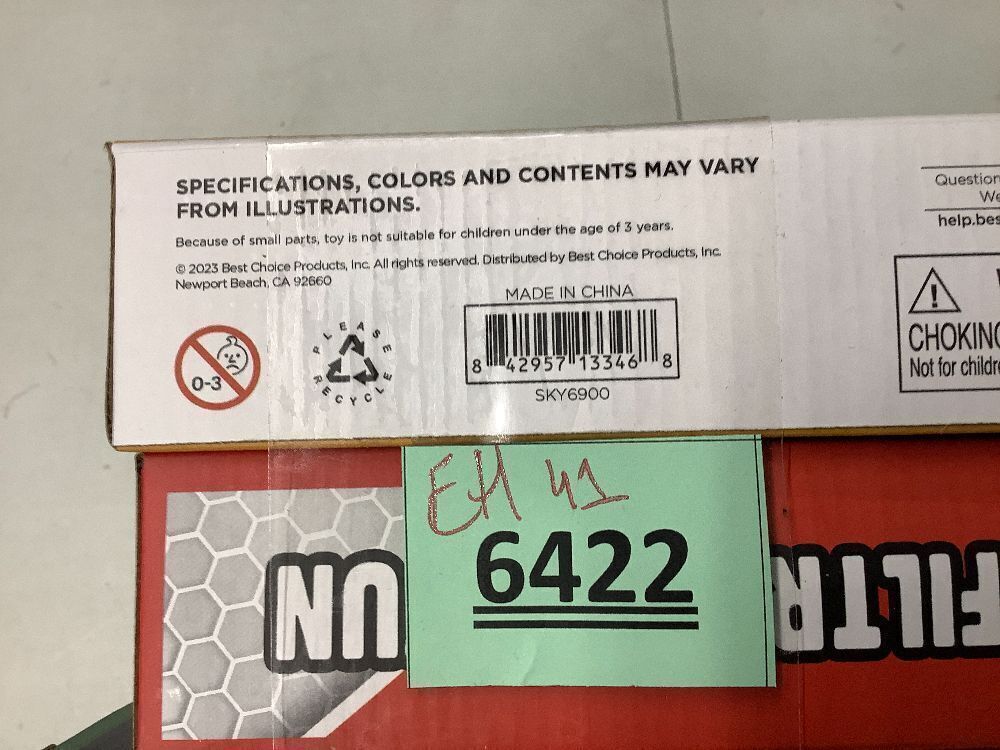 SPECIFICATIONS, COLORS AND CONTENTS MAY VARY
FROM ILLUSTRATIONS.
Because of small parts, toy is not suitable for children under the age of 3 years.
© 2023 Best Choice Products, Inc. All rights reserved. Distributed by Best Choice Products, Inc.
Newport Beach, CA 92660
MADE IN CHINA
8 42957 13346 8
SKY6900
0-3
PLEASE
RECYCLE
Question
We
help.bes
CHOKING
Not for childre
EH 41
6422
UN
FILTR